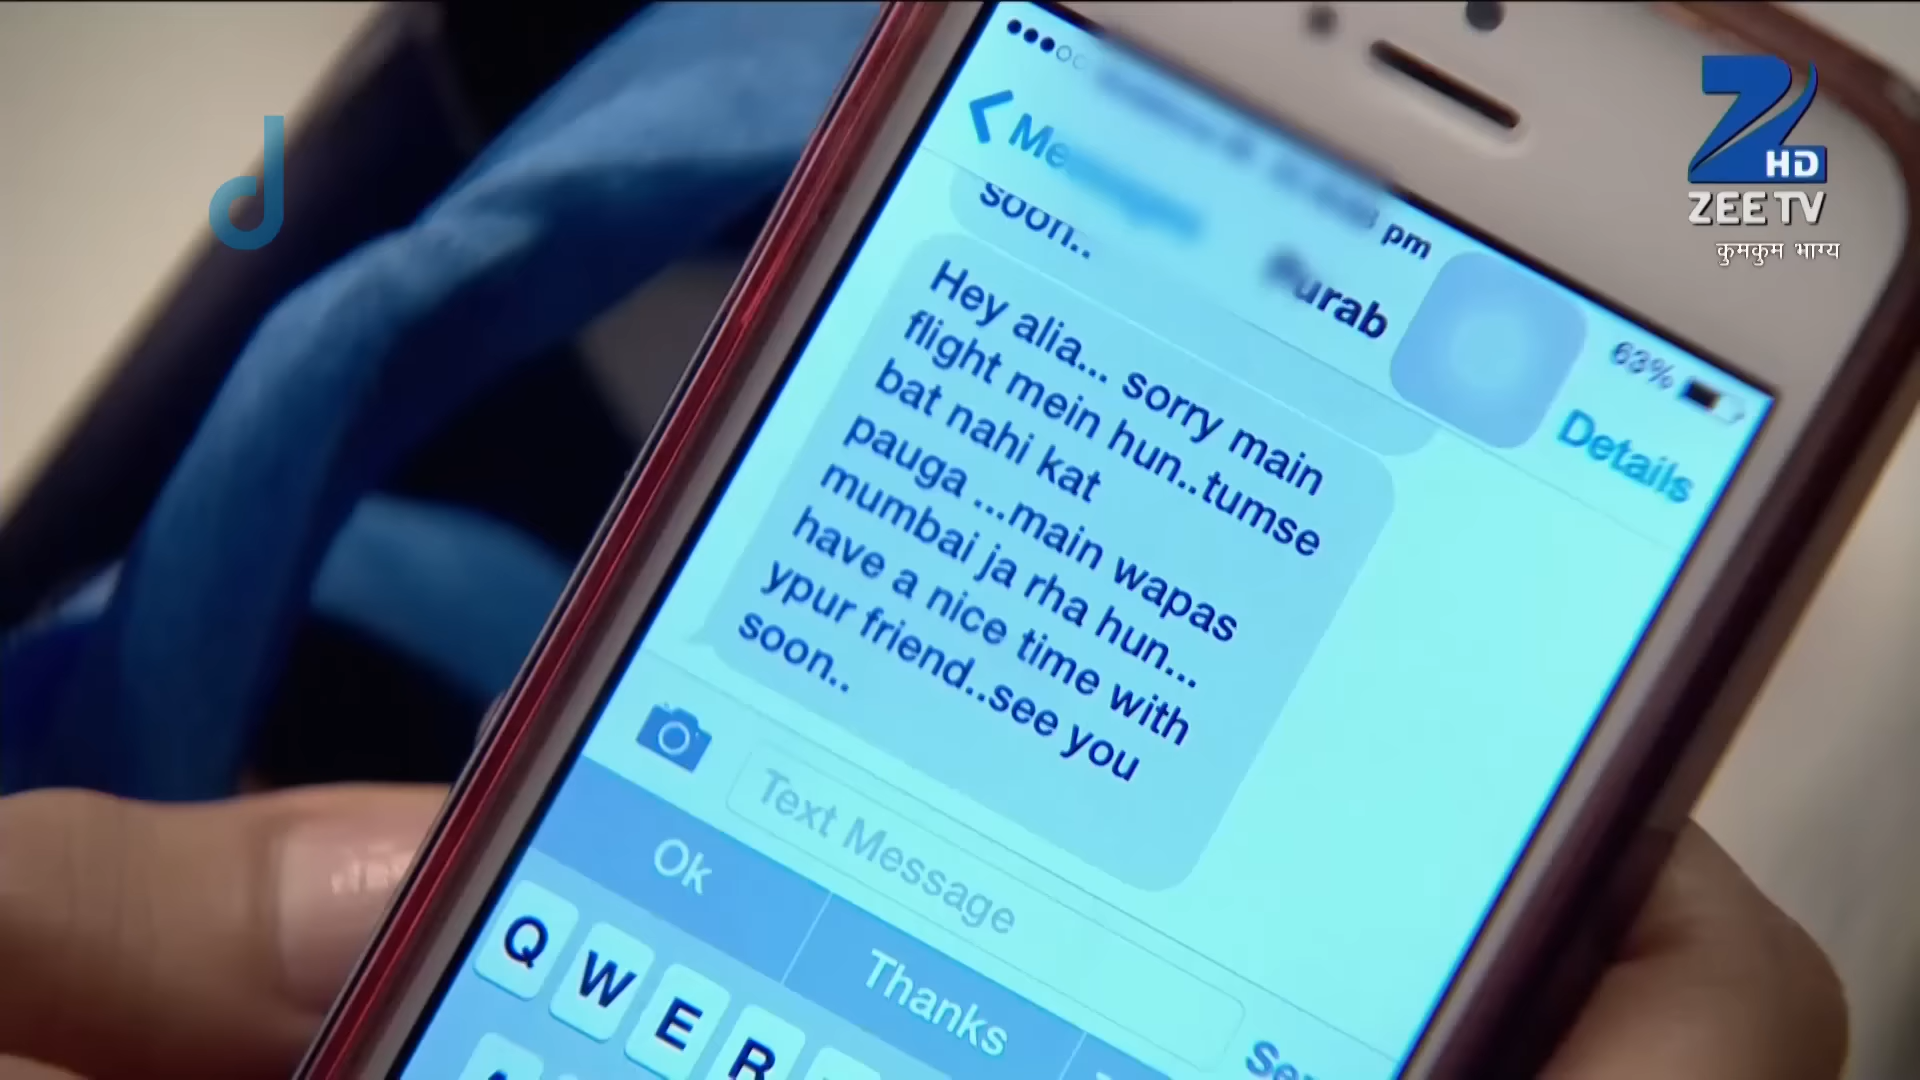 pm
63%
Purab
Details
soon..
Hey alia... sorry main
flight mein hun..tumse
bat nahi kat
pauga ...main wapas
mumbai ja rha hun...
have a nice time with
ypur friend..see you
soon..
Text Message
Ok
Thanks
Q W E R
HD
ZEE TV
कुमकुम भाग्य